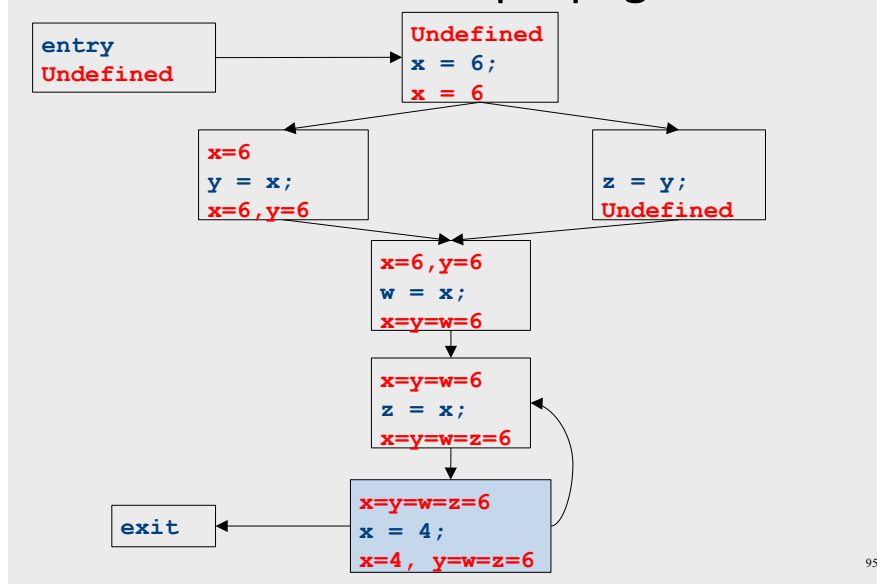 entry
Undefined
Undefined
x = 6;
x = 6
x=6
y = x;
x=6,y=6
z = y;
Undefined
x=6,y=6
w = x;
x=y=w=6
x=y=w=6
z = x;
x=y=w=z=6
x=y=w=z=6
x = 4;
x=4, y=w=z=6
exit
95